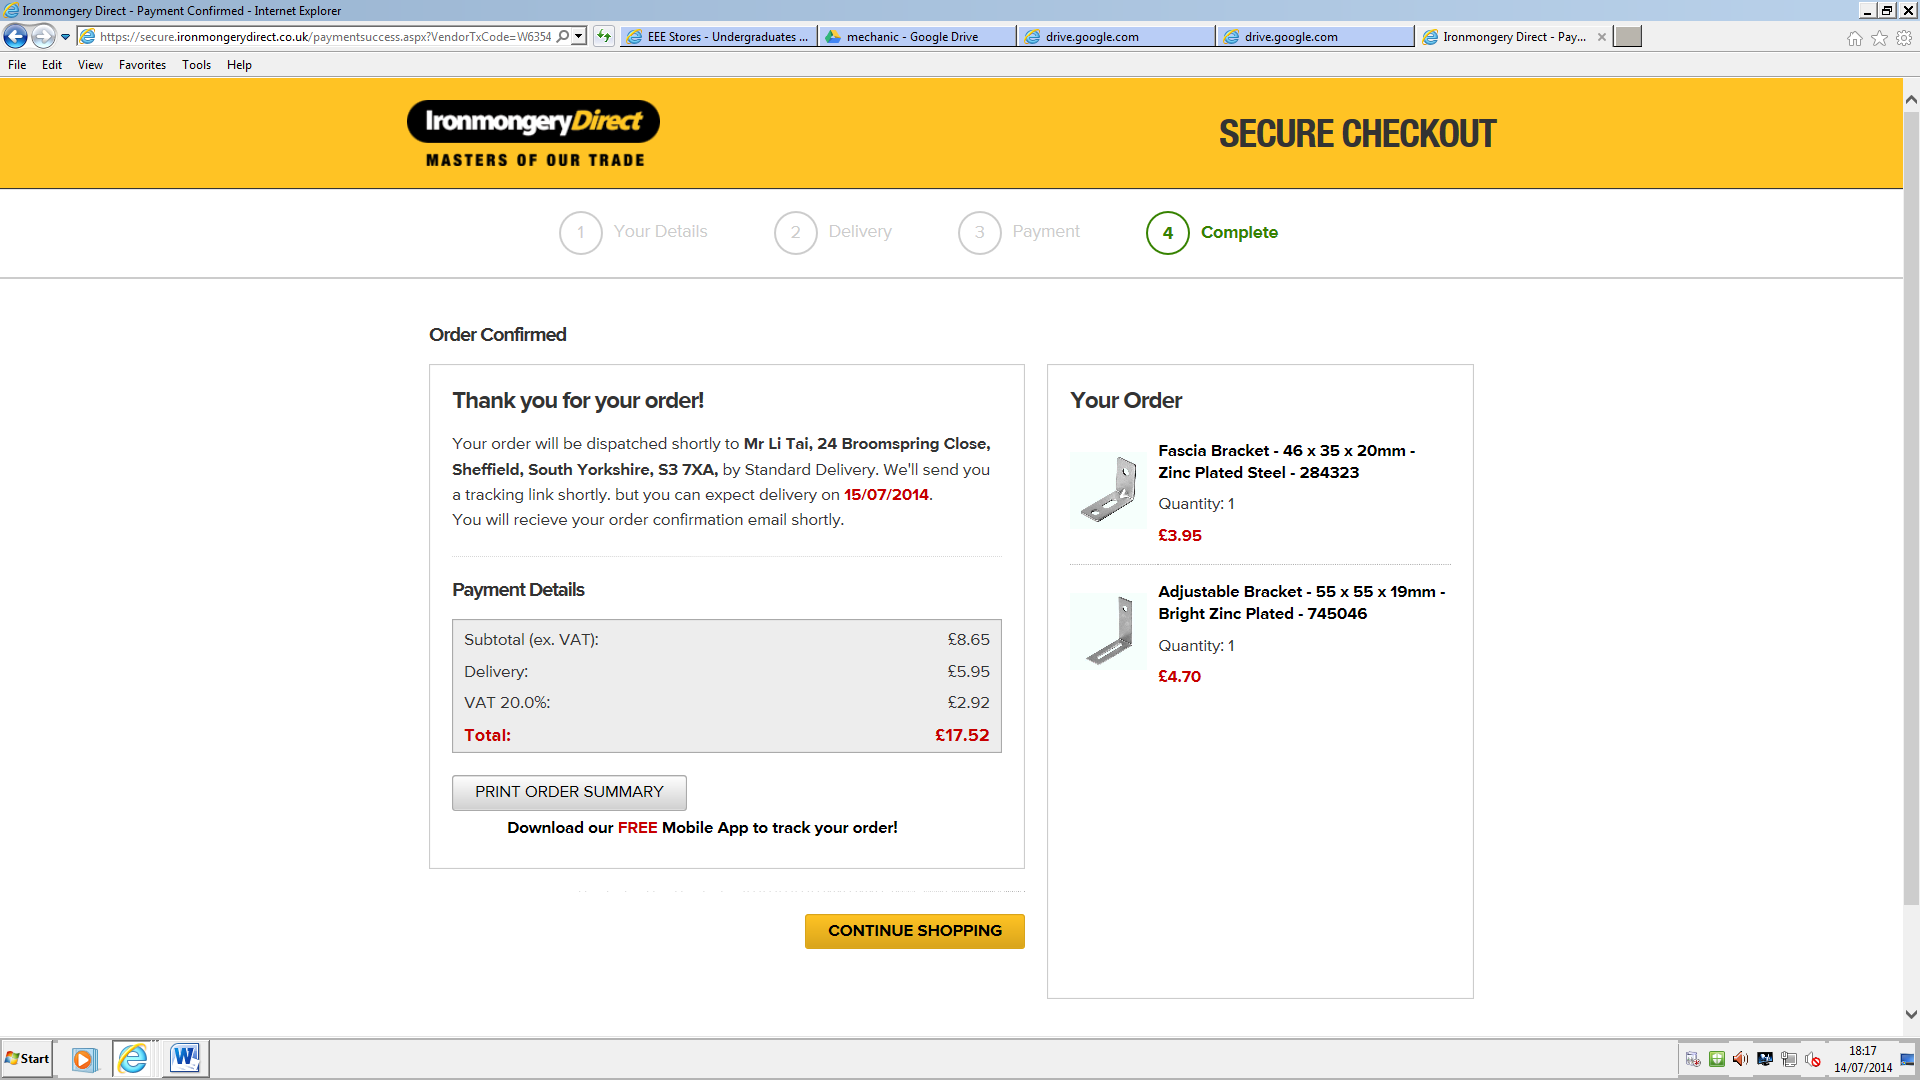 Ironmongery Direct - Payment Confirmed - Internet Explorer
https://secure.ironmongerydirect.co.uk/paymentsuccess.aspx?VendorTxCode=W6354
EEE Stores - Undergraduates ...
mechanic - Google Drive
drive.google.com
drive.google.com
Ironmongery Direct - Pay...
File Edit View Favorites Tools Help
IronmongeryDirect
MASTERS OF OUR TRADE
SECURE CHECKOUT
1 Your Details
2 Delivery
3 Payment
4 Complete
Order Confirmed
Thank you for your order!
Your order will be dispatched shortly to Mr Li Tai, 24 Broomspring Close,
Sheffield, South Yorkshire, S3 7XA, by Standard Delivery. We'll send you
a tracking link shortly. but you can expect delivery on 15/07/2014.
You will recieve your order confirmation email shortly.
Payment Details
Subtotal (ex. VAT): £8.65
Delivery: £5.95
VAT 20.0%: £2.92
Total: £17.52
PRINT ORDER SUMMARY
Download our FREE Mobile App to track your order!
CONTINUE SHOPPING
Your Order
Fascia Bracket - 46 x 35 x 20mm -
Zinc Plated Steel - 284323
Quantity: 1
£3.95
Adjustable Bracket - 55 x 55 x 19mm -
Bright Zinc Plated - 745046
Quantity: 1
£4.70
Start
18:17
14/07/2014